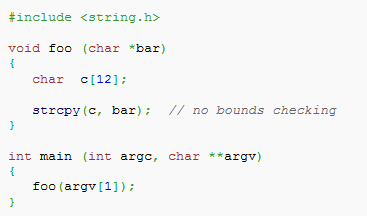 #include <string.h>
void foo (char *bar)
{
   char  c[12];
   strcpy(c, bar);  // no bounds checking
}
int main (int argc, char **argv)
{
   foo(argv[1]);
}